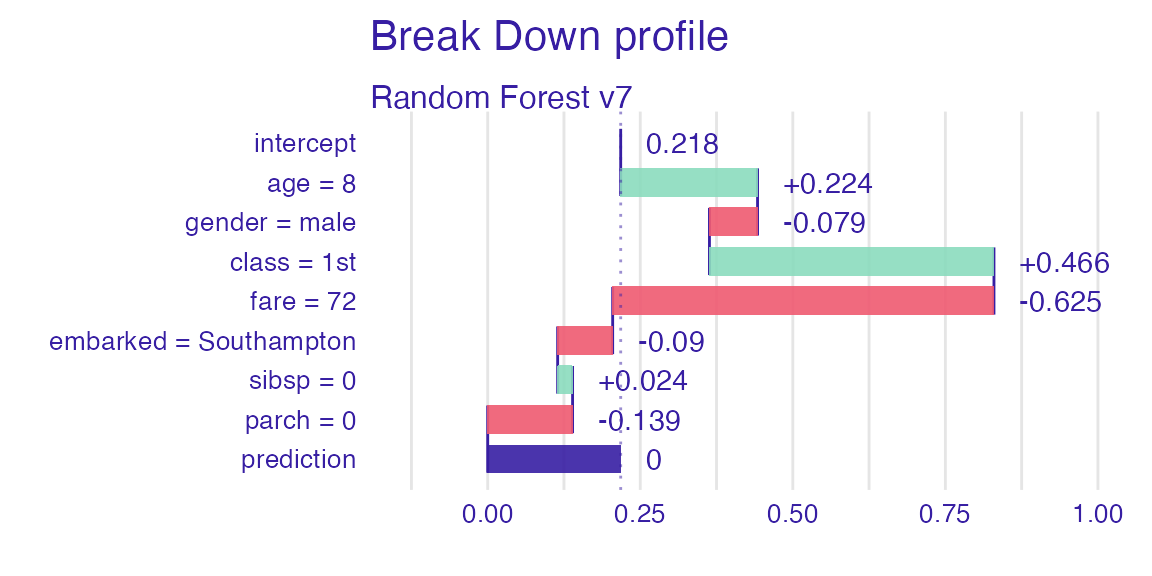 Break Down profile
Random Forest v7
intercept 0.218
age = 8 +0.224
gender = male -0.079
class = 1st +0.466
fare = 72 -0.625
embarked = Southampton -0.09
sibsp = 0 +0.024
parch = 0 -0.139
prediction 0
0.00 0.25 0.50 0.75 1.00